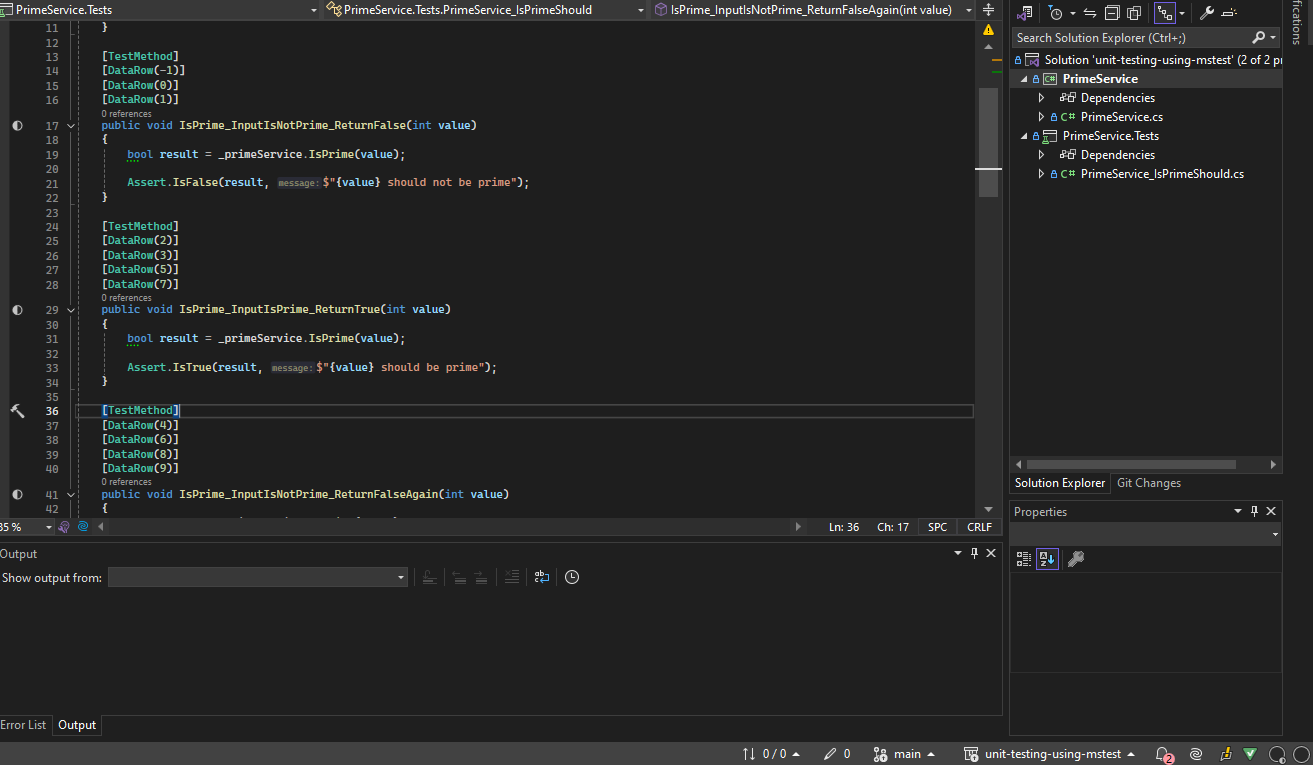 PrimeService.Tests
PrimeService.Tests.PrimeService_IsPrimeShould
IsPrime_InputIsNotPrime_ReturnFalseAgain(int value)
11 }
12
13 [TestMethod]
14 [DataRow(-1)]
15 [DataRow(0)]
16 [DataRow(1)]
0 references
17 public void IsPrime_InputIsNotPrime_ReturnFalse(int value)
18 {
19 bool result = _primeService.IsPrime(value);
20
21 Assert.IsFalse(result, message: $"{value} should not be prime");
22 }
23
24 [TestMethod]
25 [DataRow(2)]
26 [DataRow(3)]
27 [DataRow(5)]
28 [DataRow(7)]
0 references
29 public void IsPrime_InputIsPrime_ReturnTrue(int value)
30 {
31 bool result = _primeService.IsPrime(value);
32
33 Assert.IsTrue(result, message: $"{value} should be prime");
34 }
35
36 [TestMethod]
37 [DataRow(4)]
38 [DataRow(6)]
39 [DataRow(8)]
40 [DataRow(9)]
0 references
41 public void IsPrime_InputIsNotPrime_ReturnFalseAgain(int value)
42 {
35 % Ln: 36 Ch: 17 SPC CRLF
Output
Show output from:
Error List Output
Search Solution Explorer (Ctrl+;)
Solution 'unit-testing-using-mstest' (2 of 2 pr
PrimeService
Dependencies
C# PrimeService.cs
PrimeService.Tests
Dependencies
C# PrimeService_IsPrimeShould.cs
Solution Explorer Git Changes
Properties
fications
0 / 0 0 main unit-testing-using-mstest 2